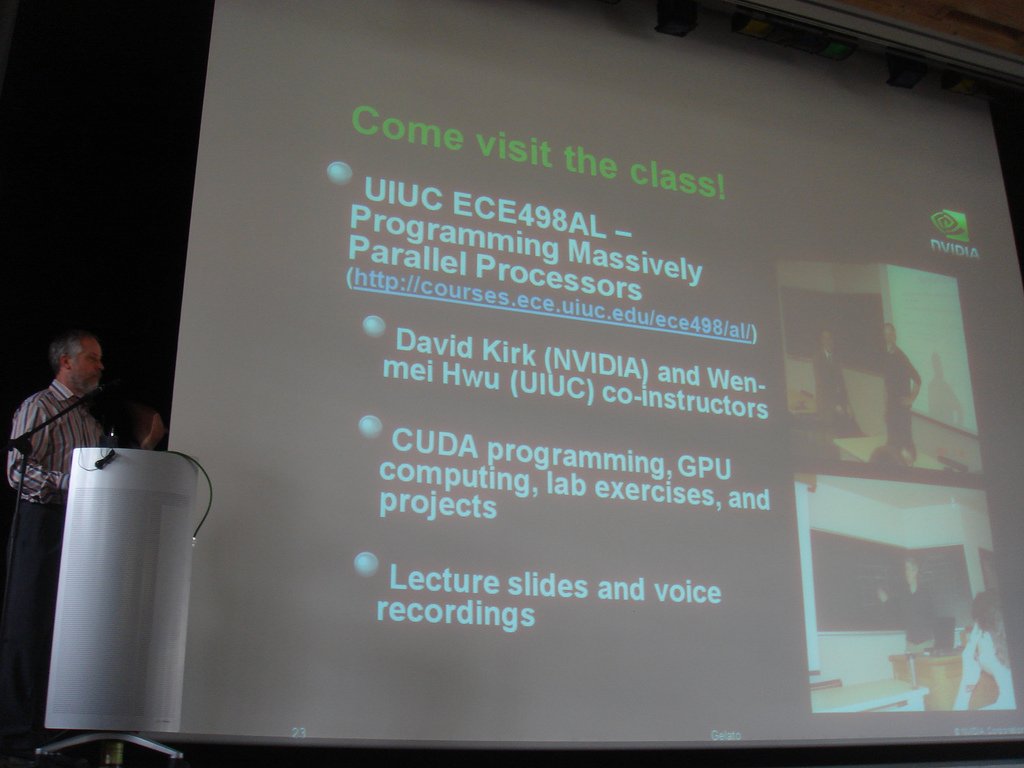 Come visit the class!
UIUC ECE498AL –
Programming Massively
Parallel Processors
(http://courses.ece.uiuc.edu/ece498/al/)
NVIDIA
David Kirk (NVIDIA) and Wen-
mei Hwu (UIUC) co-instructors
CUDA programming, GPU
computing, lab exercises, and
projects
Lecture slides and voice
recordings
23
Gelato
© NVIDIA Corporation